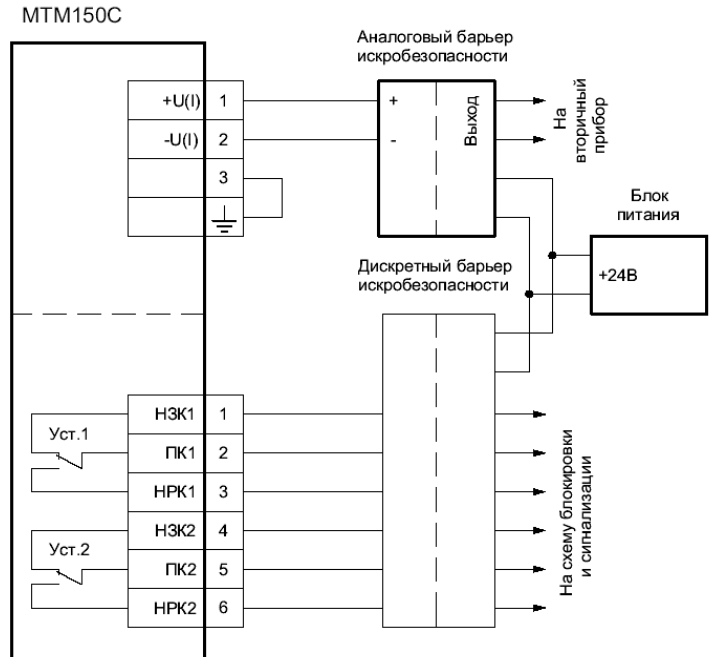 МТМ150С
Аналоговый барьер
искробезопасности
+U(I) 1
-U(I) 2
3
+
-
Выход
На
вторичный
прибор
Блок
питания
+24В
Дискретный барьер
искробезопасности
НЗК1 1
Уст.1
ПК1 2
НРК1 3
НЗК2 4
Уст.2
ПК2 5
НРК2 6
На схему блокировки
и сигнализации